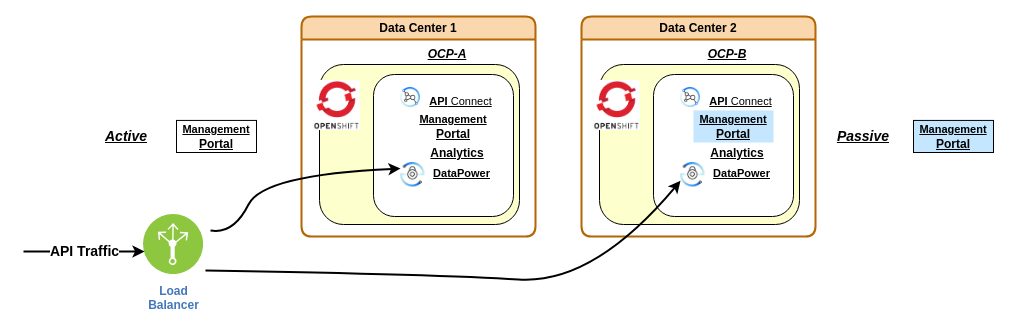 Data Center 1
Data Center 2
OCP-A
OCP-B
OPENSHIFT
API Connect
Management
Portal
Analytics
DataPower
OPENSHIFT
API Connect
Management
Portal
Analytics
DataPower
Active
Management
Portal
Passive
Management
Portal
API Traffic
Load
Balancer